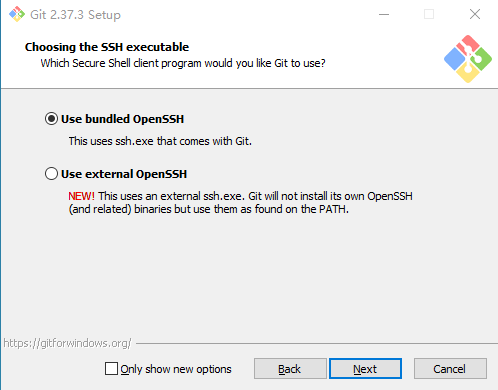 Git 2.37.3 Setup
Choosing the SSH executable
Which Secure Shell client program would you like Git to use?
Use bundled OpenSSH
This uses ssh.exe that comes with Git.
Use external OpenSSH
NEW! This uses an external ssh.exe. Git will not install its own OpenSSH
(and related) binaries but use them as found on the PATH.
https://gitforwindows.org/
Only show new options
Back
Next
Cancel